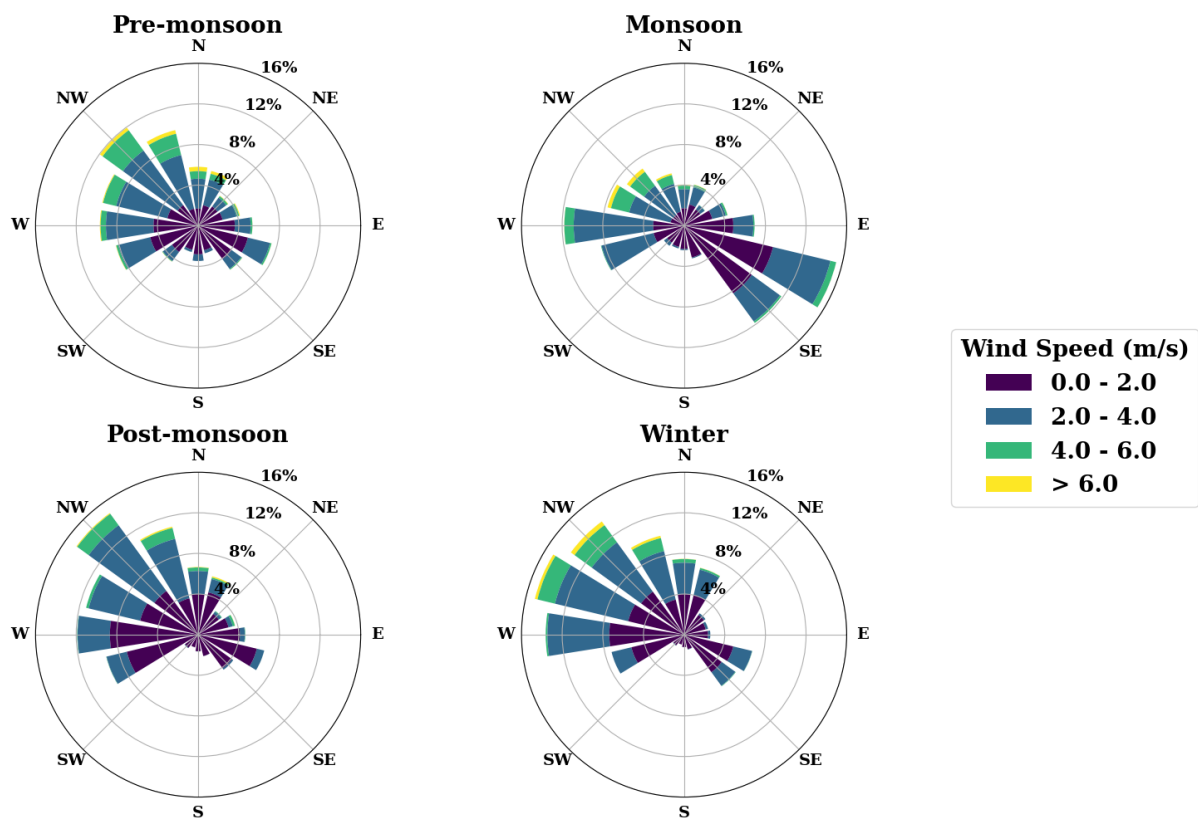 Pre-monsoon
N
NE
E
SE
S
SW
W
NW
4%
8%
12%
16%
Monsoon
N
NE
E
SE
S
SW
W
NW
4%
8%
12%
16%
Post-monsoon
N
NE
E
SE
S
SW
W
NW
4%
8%
12%
16%
Winter
N
NE
E
SE
S
SW
W
NW
4%
8%
12%
16%
Wind Speed (m/s)
0.0 - 2.0
2.0 - 4.0
4.0 - 6.0
> 6.0